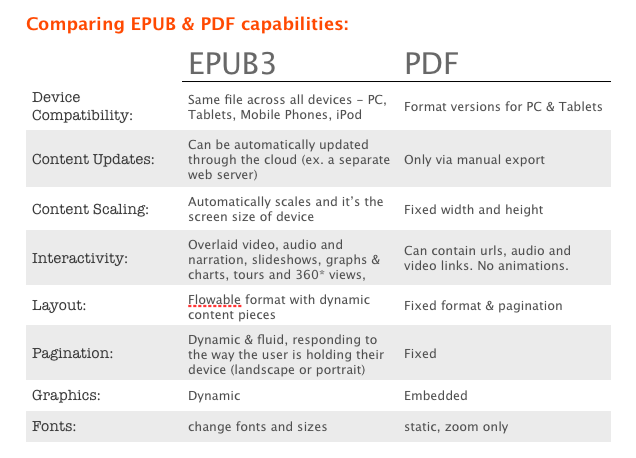 Comparing EPUB & PDF capabilities:
EPUB3 PDF
Device
Compatibility:
Same file across all devices – PC,
Tablets, Mobile Phones, iPod
Format versions for PC & Tablets
Content Updates:
Can be automatically updated
through the cloud (ex. a separate
web server)
Only via manual export
Content Scaling:
Automatically scales and it's the
screen size of device
Fixed width and height
Interactivity:
Overlaid video, audio and
narration, slideshows, graphs &
charts, tours and 360* views,
Can contain urls, audio and
video links. No animations.
Layout:
Flowable format with dynamic
content pieces
Fixed format & pagination
Pagination:
Dynamic & fluid, responding to
the way the user is holding their
device (landscape or portrait)
Fixed
Graphics:
Dynamic
Embedded
Fonts:
change fonts and sizes
static, zoom only